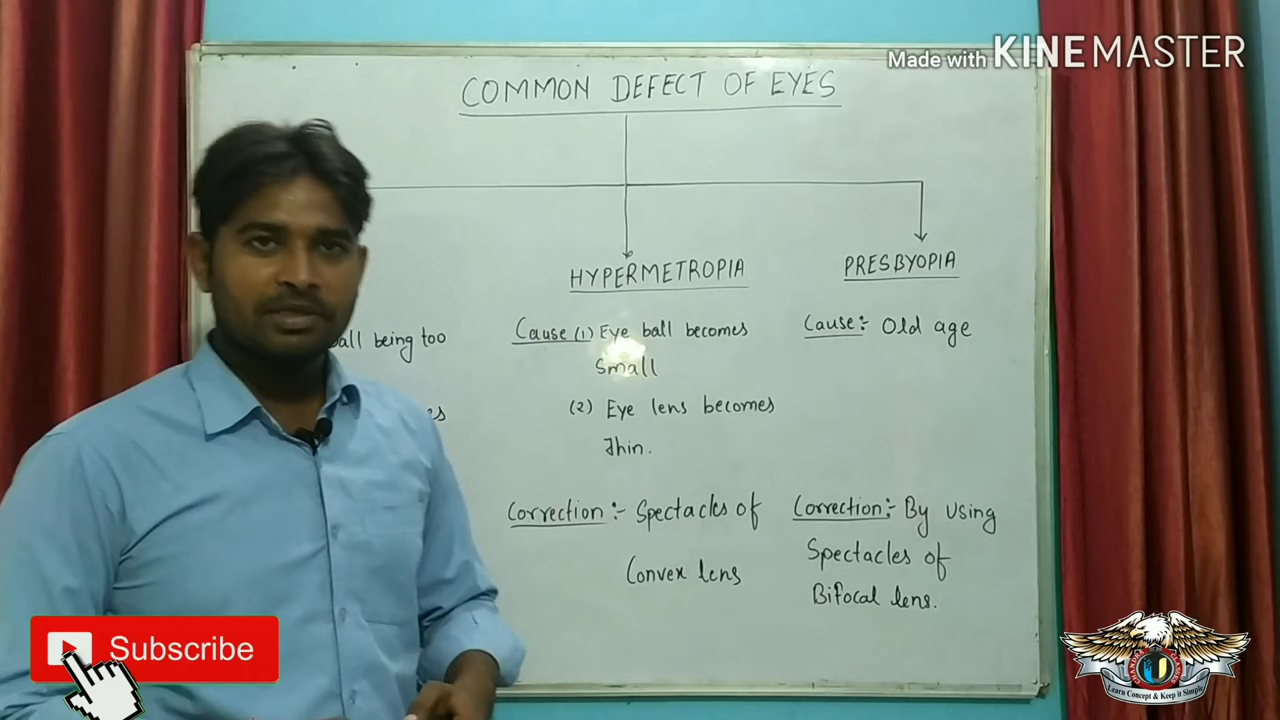 Made with KINEMASTER
COMMON DEFECT OF EYES
HYPERMETROPIA
PRESBYOPIA
ball being too
Cause (1) Eye ball becomes
small
(2) Eye lens becomes
Thin.
Cause:- Old age
Correction:- Spectacles of
Convex lens
Correction:- By using
Spectacles of
Bifocal lens.
Subscribe
Learn Concept & Keep it Simple